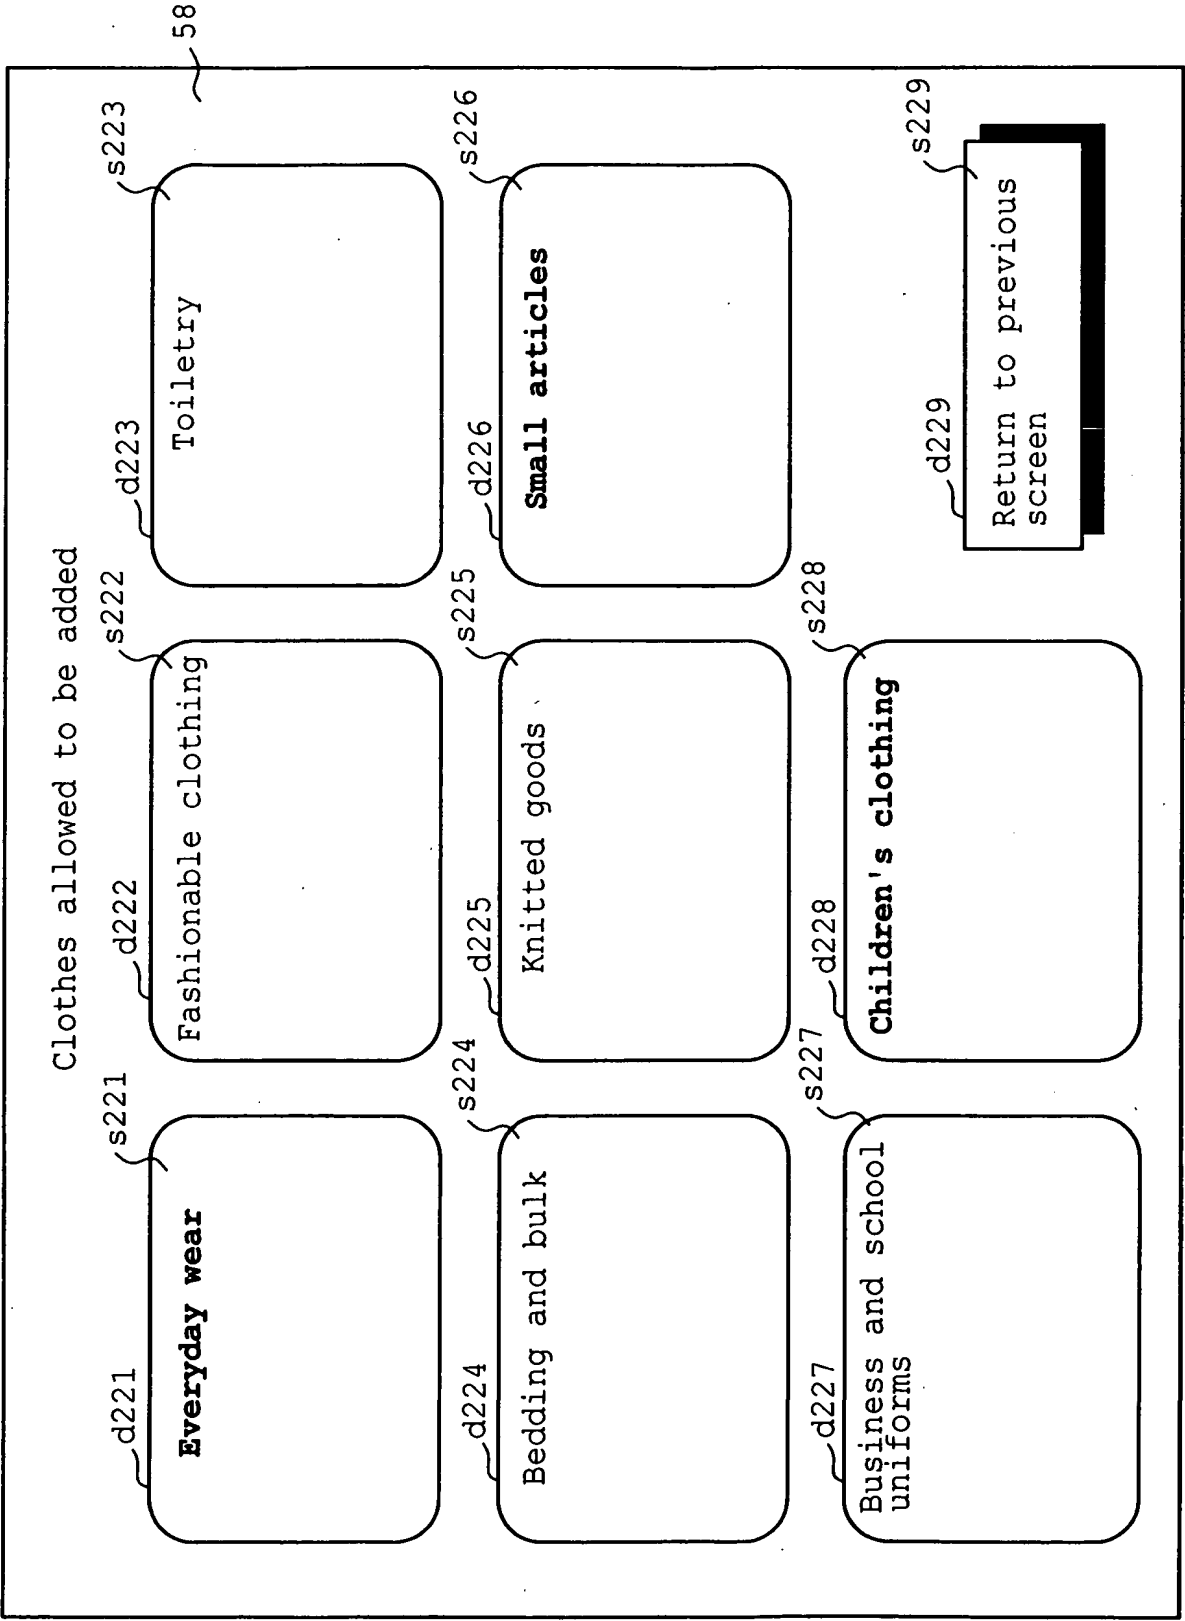 58
Clothes allowed to be added
d221
s221
Everyday wear
d222
s222
Fashionable clothing
d223
s223
Toiletry
d224
s224
Bedding and bulk
d225
s225
Knitted goods
d226
s226
Small articles
d227
s227
Business and school
uniforms
d228
s228
Children's clothing
d229
s229
Return to previous
screen